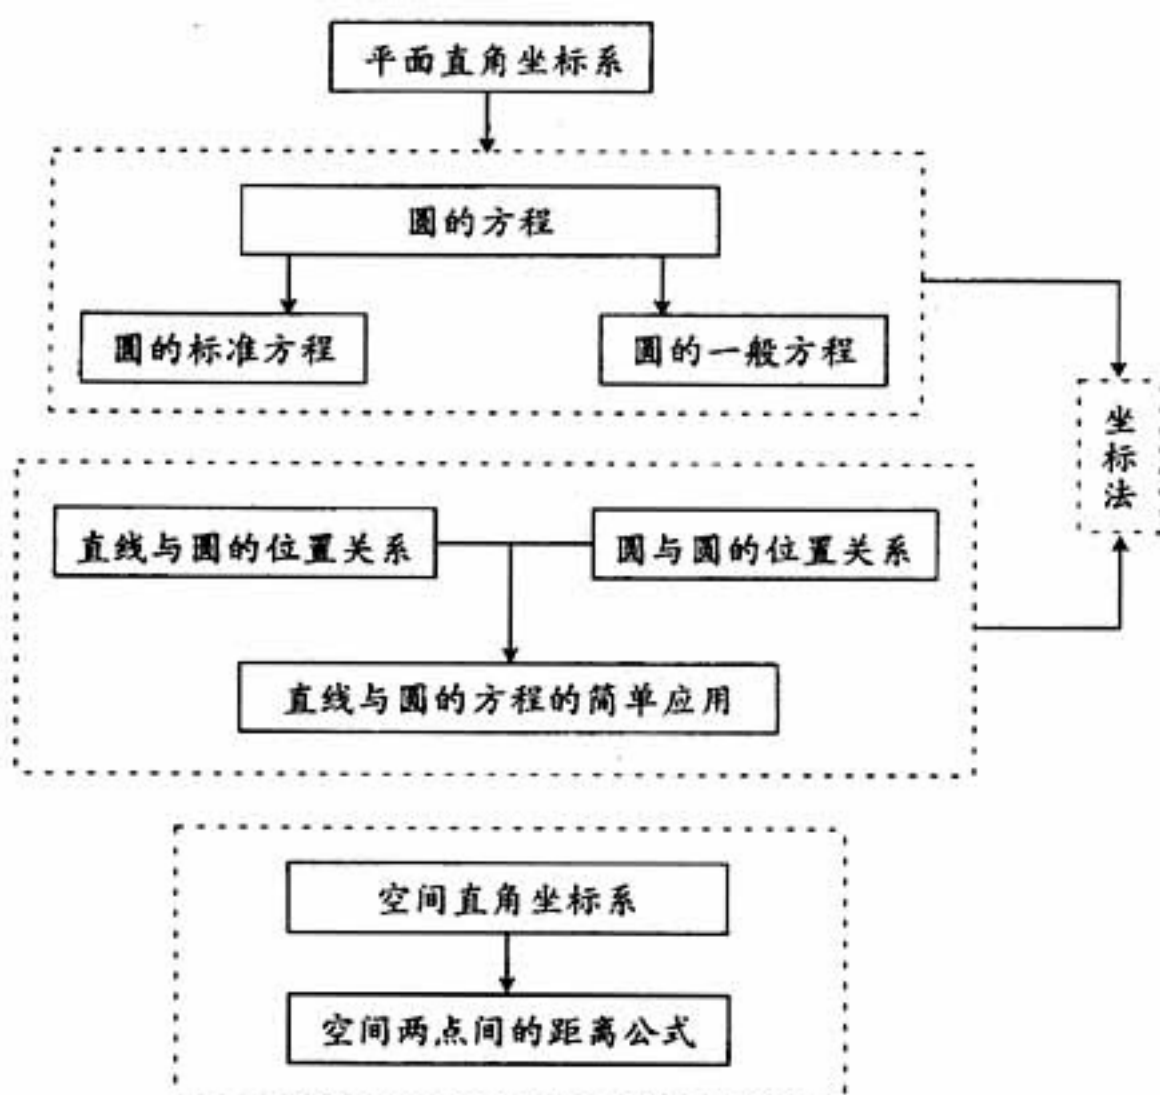 平面直角坐标系
圆的方程
圆的标准方程
圆的一般方程
坐标法
直线与圆的位置关系
圆与圆的位置关系
直线与圆的方程的简单应用
空间直角坐标系
空间两点间的距离公式